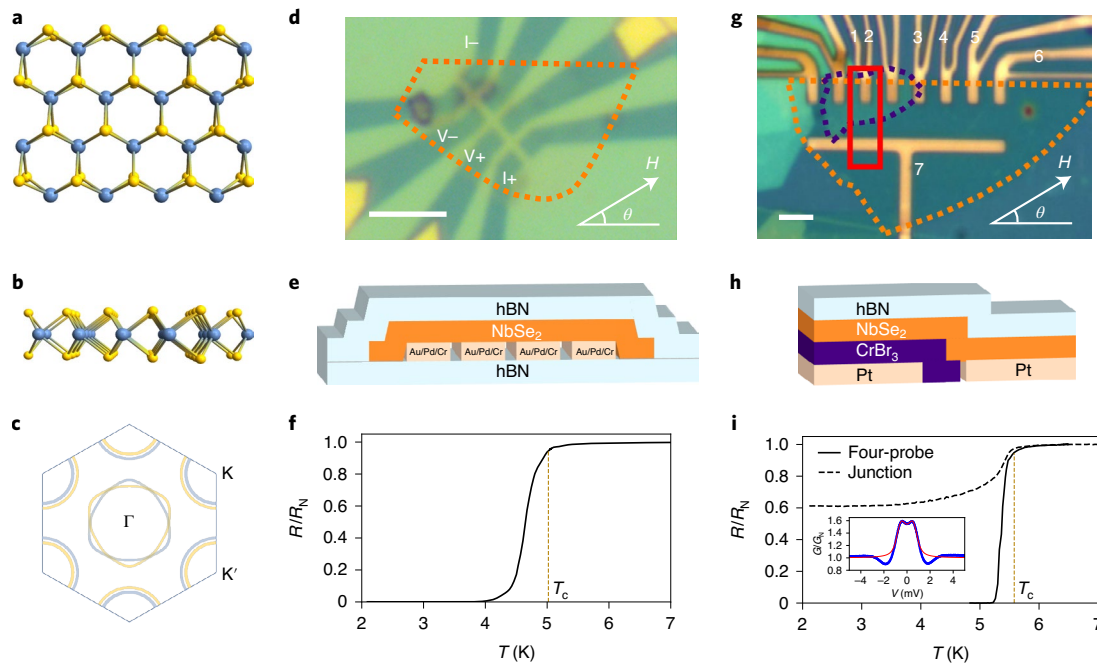 a
b
c
K
Γ
K′
d
I−
V−
V+
I+
H
θ
e
hBN
NbSe2
Au/Pd/Cr Au/Pd/Cr Au/Pd/Cr Au/Pd/Cr
hBN
f
R/RN
1.0
0.8
0.6
0.4
0.2
0
Tc
2 3 4 5 6 7
T (K)
g
1 2 3 4 5 6
7
H
θ
h
hBN
NbSe2
CrBr3
Pt Pt
i
R/RN
1.0
0.8
0.6
0.4
0.2
0
Four-probe
Junction
G/GN
1.6
1.4
1.2
1.0
0.8
−4 −2 0 2 4
V (mV)
Tc
2 3 4 5 6 7
T (K)